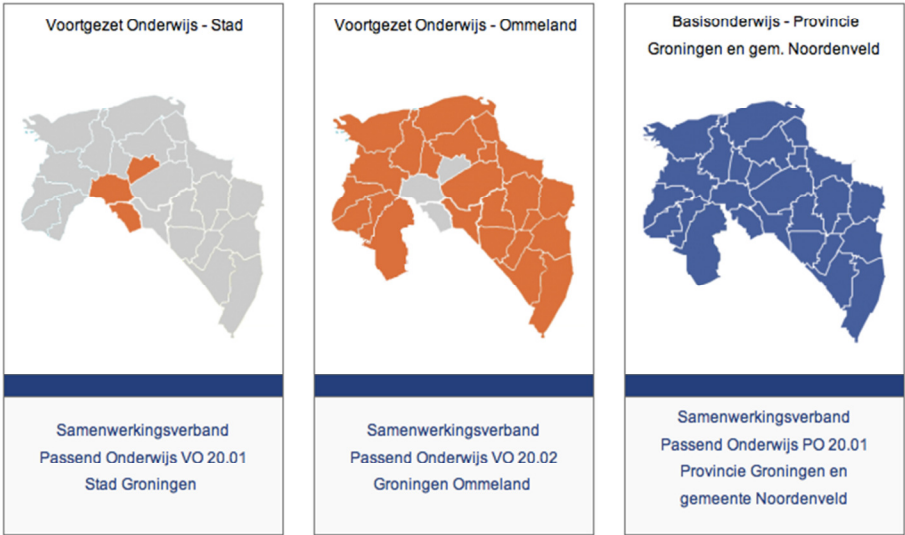 Voortgezet Onderwijs - Stad
Samenwerkingsverband
Passend Onderwijs VO 20.01
Stad Groningen
Voortgezet Onderwijs - Ommeland
Samenwerkingsverband
Passend Onderwijs VO 20.02
Groningen Ommeland
Basisonderwijs - Provincie
Groningen en gem. Noordenveld
Samenwerkingsverband
Passend Onderwijs PO 20.01
Provincie Groningen en
gemeente Noordenveld